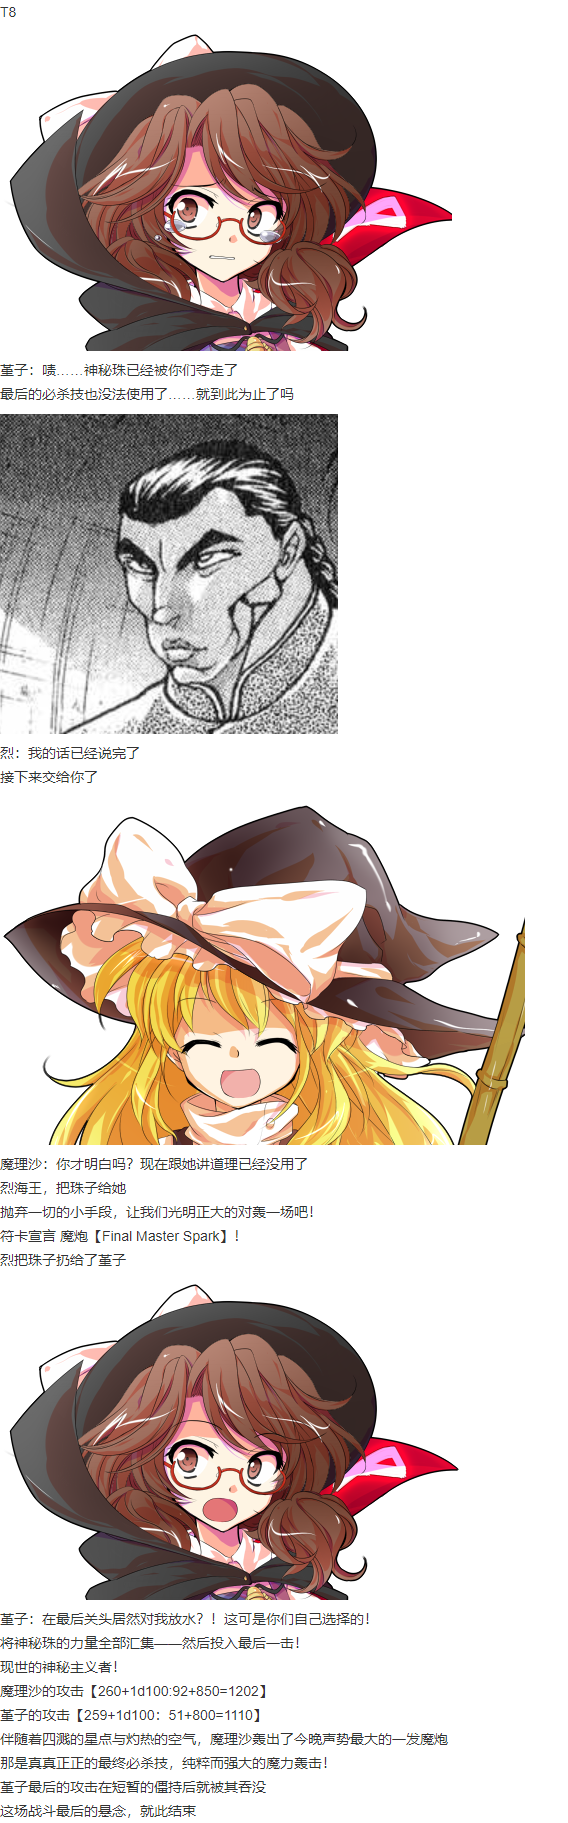 T8
堇子：啧……神秘珠已经被你们夺走了
最后的必杀技也没法使用了……就到此为止了吗
烈：我的话已经说完了
接下来交给你了
魔理沙：你才明白吗？现在跟她讲道理已经没用了
烈海王，把珠子给她
抛弃一切的小手段，让我们光明正大的对轰一场吧！
符卡宣言 魔炮【Final Master Spark】！
烈把珠子扔给了堇子
堇子：在最后关头居然对我放水？！这可是你们自己选择的！
将神秘珠的力量全部汇集——然后投入最后一击！
现世的神秘主义者！
魔理沙的攻击【260+1d100:92+850=1202】
堇子的攻击【259+1d100：51+800=1110】
伴随着四溅的星点与灼热的空气，魔理沙轰出了今晚声势最大的一发魔炮
那是真真正正的最终必杀技，纯粹而强大的魔力轰击！
堇子最后的攻击在短暂的僵持后就被其吞没
这场战斗最后的悬念，就此结束